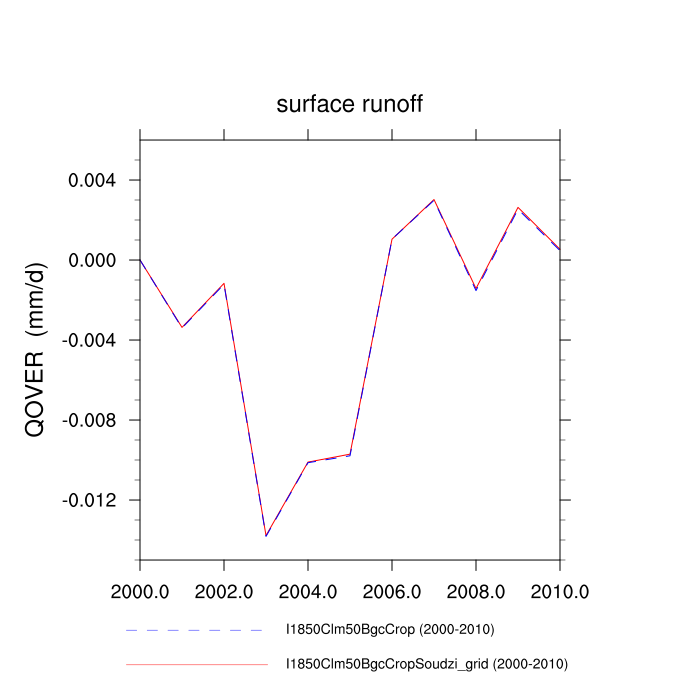 surface runoff
QOVER (mm/d)
0.004
0.000
-0.004
-0.008
-0.012
2000.0 2002.0 2004.0 2006.0 2008.0 2010.0
I1850Clm50BgcCrop (2000-2010)
I1850Clm50BgcCropSoudzi_grid (2000-2010)